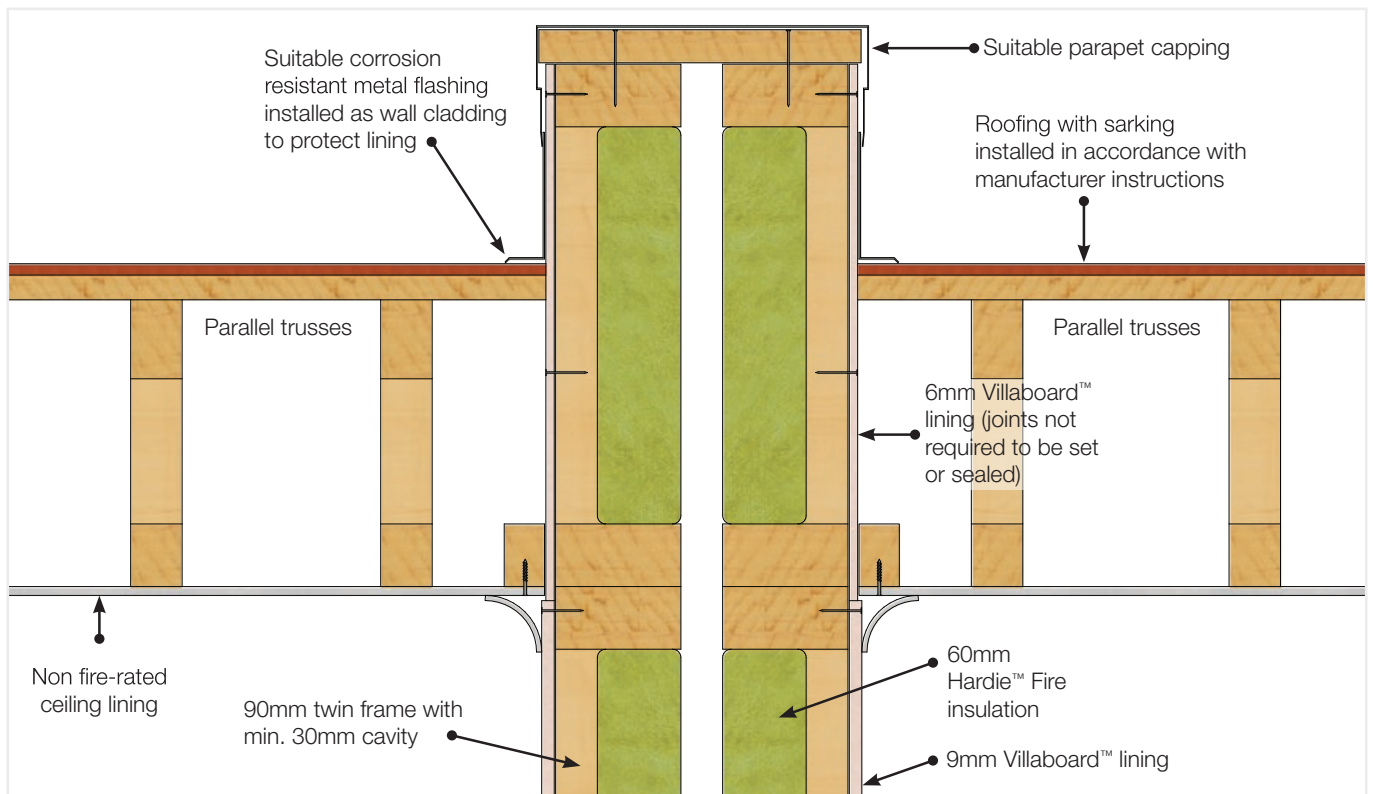 Suitable corrosion
resistant metal flashing
installed as wall cladding
to protect lining
Suitable parapet capping
Roofing with sarking
installed in accordance with
manufacturer instructions
Parallel trusses
Parallel trusses
6mm Villaboard™
lining (joints not
required to be set
or sealed)
Non fire-rated
ceiling lining
90mm twin frame with
min. 30mm cavity
60mm
Hardie™ Fire
insulation
9mm Villaboard™ lining